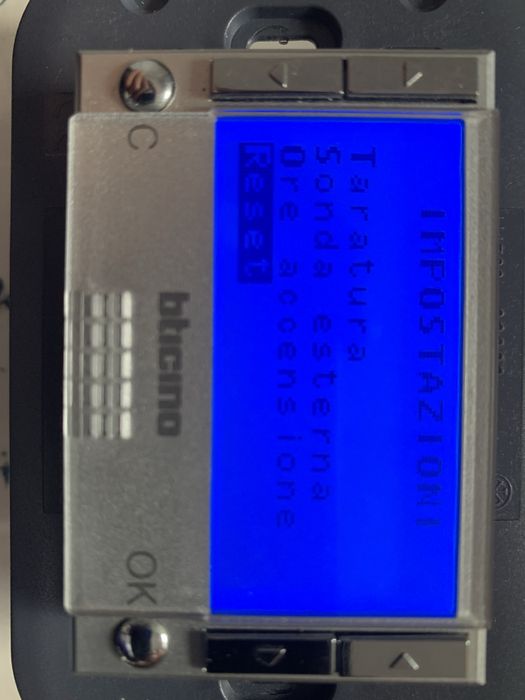 IMPOSTAZIONI
Taratura
Sonda esterna
Ore accensione
Reset
C
bticino
OK